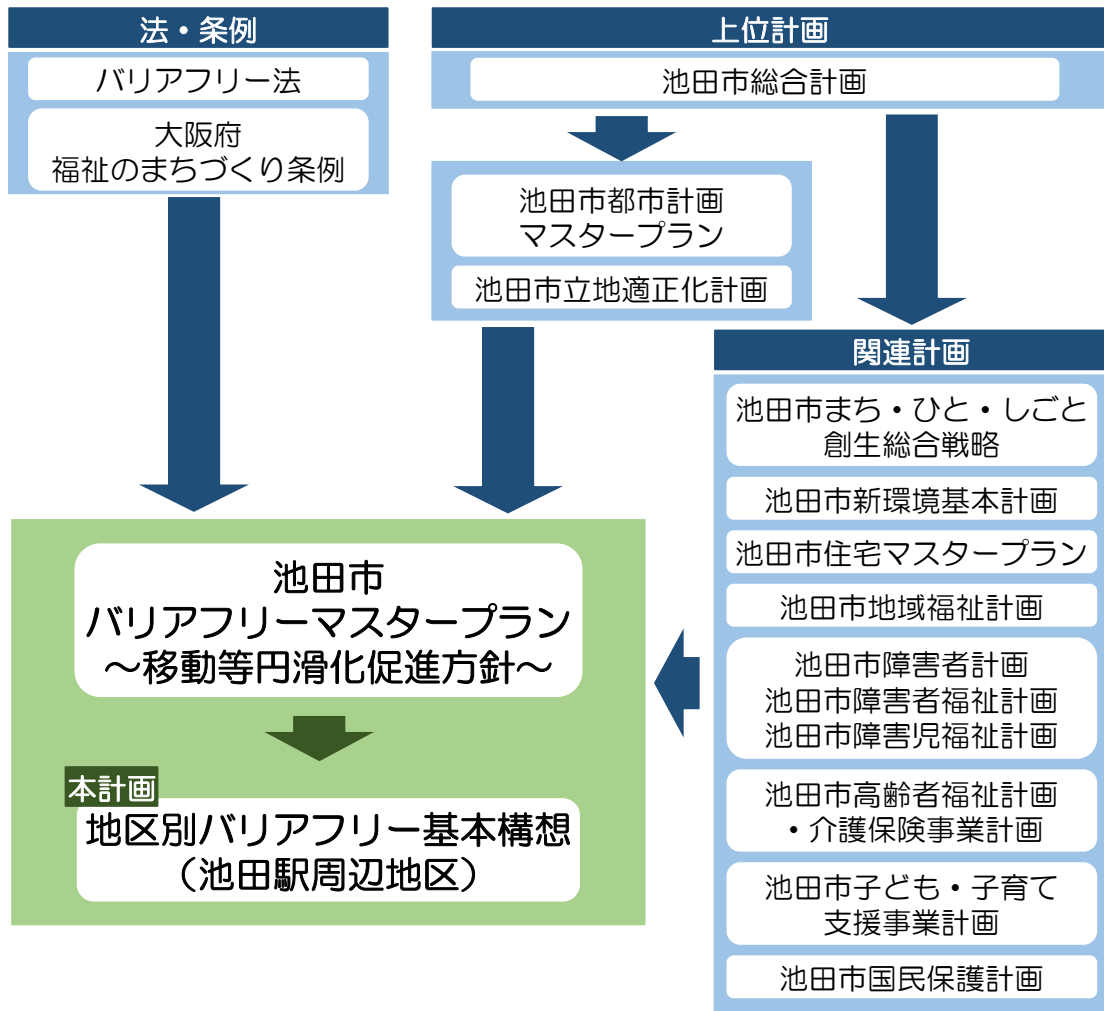 法・条例
バリアフリー法
大阪府
福祉のまちづくり条例
上位計画
池田市総合計画
池田市都市計画
マスタープラン
池田市立地適正化計画
関連計画
池田市まち・ひと・しごと
創生総合戦略
池田市新環境基本計画
池田市住宅マスタープラン
池田市地域福祉計画
池田市障害者計画
池田市障害者福祉計画
池田市障害児福祉計画
池田市高齢者福祉計画
・介護保険事業計画
池田市子ども・子育て
支援事業計画
池田市国民保護計画
池田市
バリアフリーマスタープラン
～移動等円滑化促進方針～
本計画
地区別バリアフリー基本構想
（池田駅周辺地区）